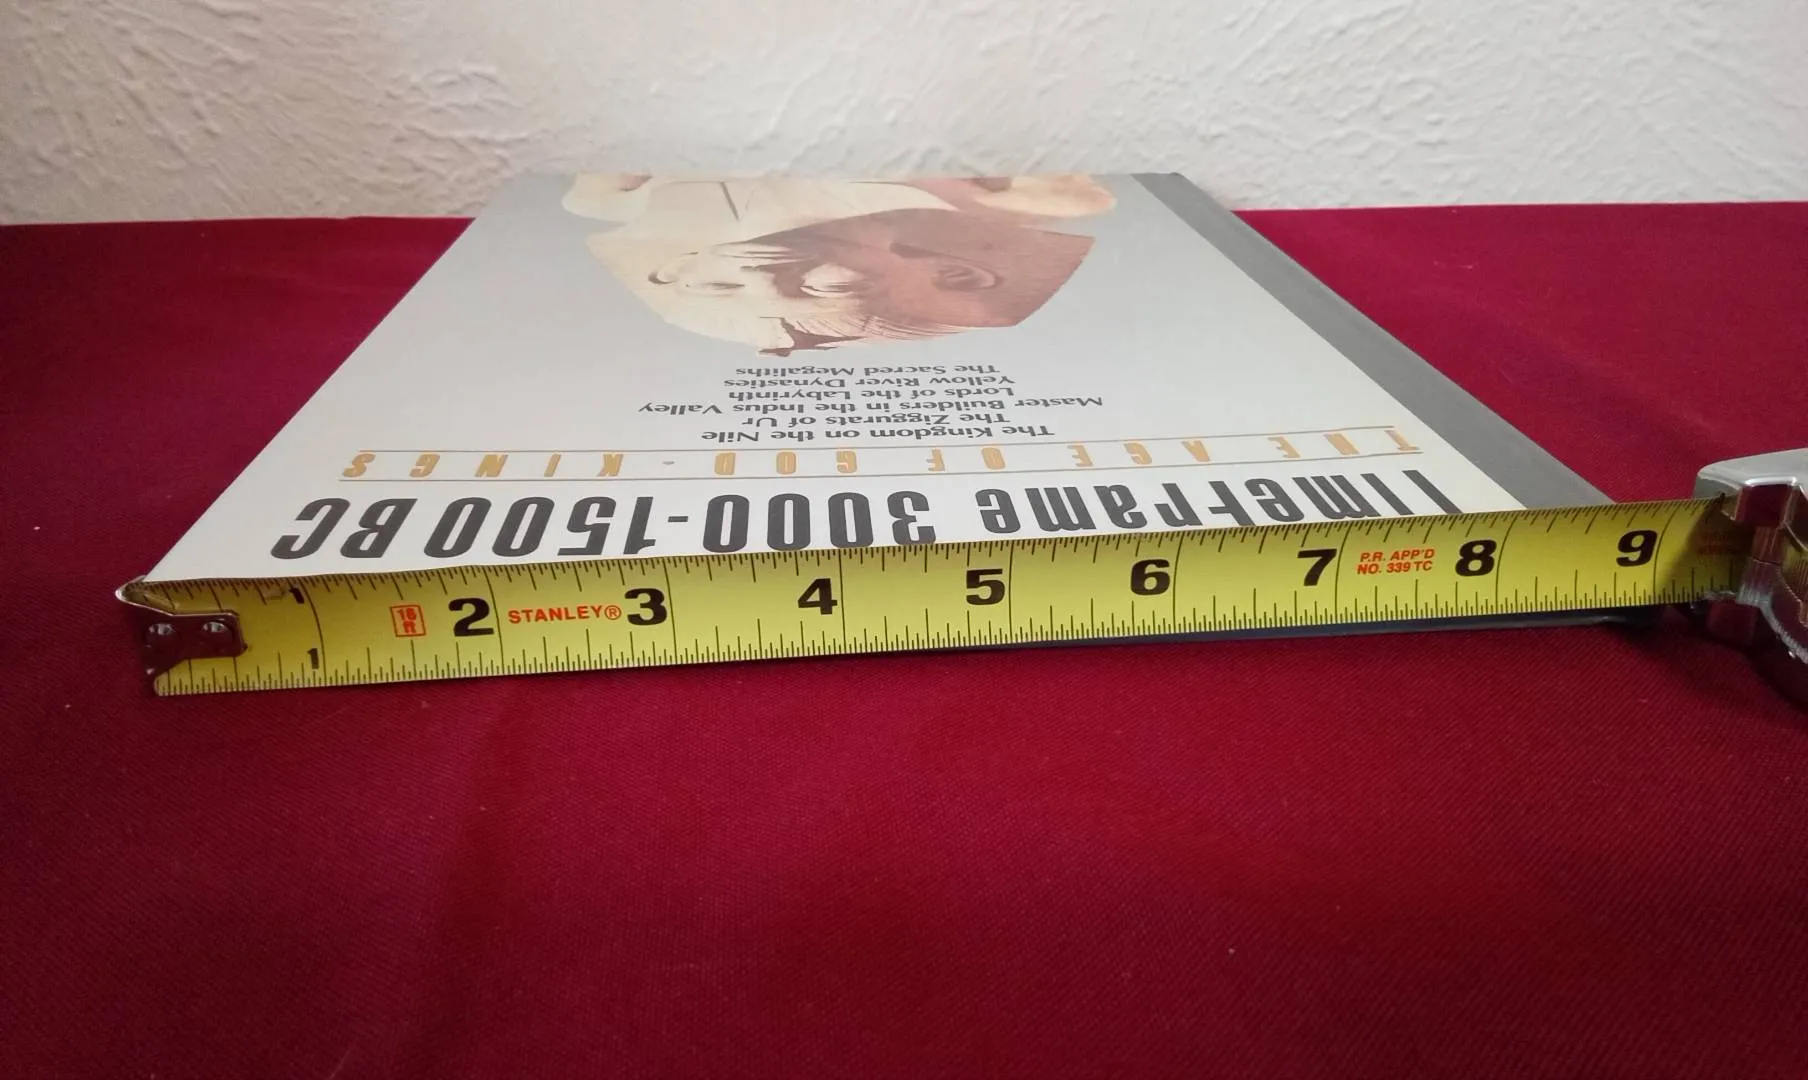 TimeFrame 3000-1500 BC
THE AGE OF GOD-KINGS
The Kingdom on the Nile
The Ziggurats of Ur
Master Builders in the Indus Valley
Lords of the Labyrinth
Yellow River Dynasties
The Sacred Megaliths
1 16 FT 2 STANLEY® 3 4 5 6 7 P.R. APP'D 8 9
1 NO. 339 TC